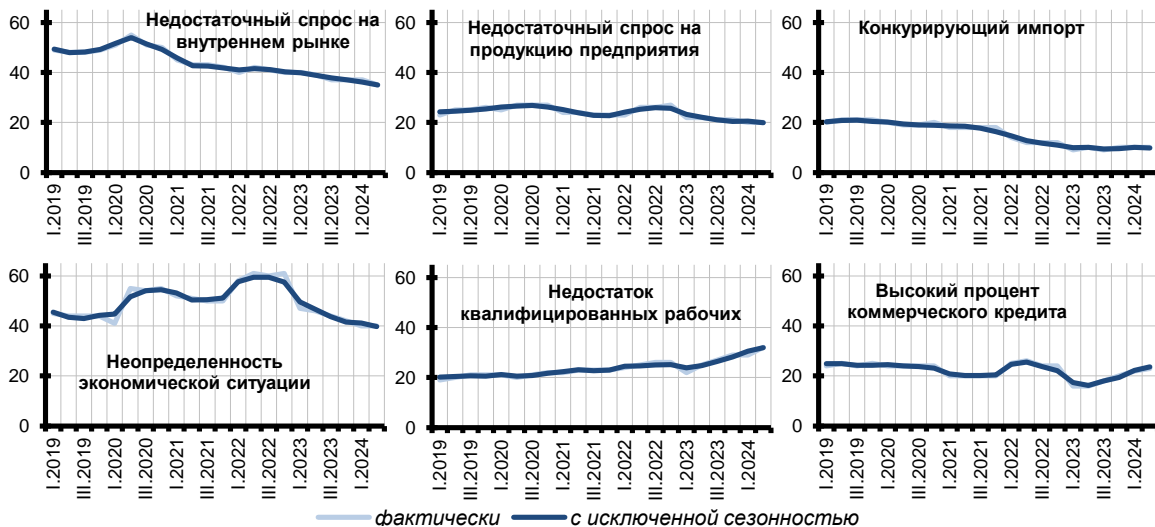 Недостаточный спрос на
внутреннем рынке
60
40
20
0
I.2019
III.2019
I.2020
III.2020
I.2021
III.2021
I.2022
III.2022
I.2023
III.2023
I.2024
Недостаточный спрос на
продукцию предприятия
60
40
20
0
I.2019
III.2019
I.2020
III.2020
I.2021
III.2021
I.2022
III.2022
I.2023
III.2023
I.2024
Конкурирующий импорт
60
40
20
0
I.2019
III.2019
I.2020
III.2020
I.2021
III.2021
I.2022
III.2022
I.2023
III.2023
I.2024
60
40
20
0
Неопределенность
экономической ситуации
I.2019
III.2019
I.2020
III.2020
I.2021
III.2021
I.2022
III.2022
I.2023
III.2023
I.2024
Недостаток
квалифицированных рабочих
60
40
20
0
I.2019
III.2019
I.2020
III.2020
I.2021
III.2021
I.2022
III.2022
I.2023
III.2023
I.2024
Высокий процент
коммерческого кредита
60
40
20
0
I.2019
III.2019
I.2020
III.2020
I.2021
III.2021
I.2022
III.2022
I.2023
III.2023
I.2024
фактически
с исключенной сезонностью